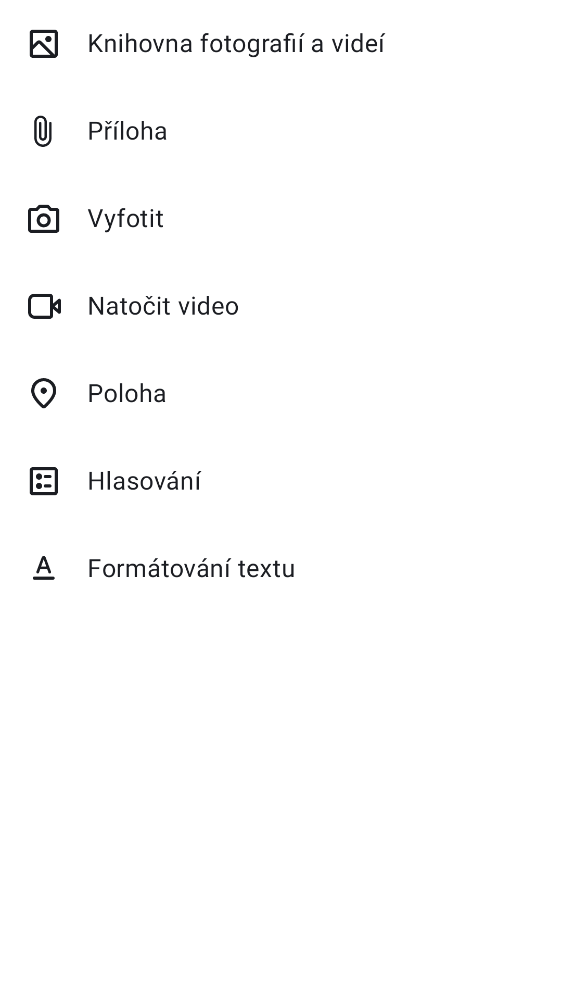 Knihovna fotografií a videí
Příloha
Vyfotit
Natočit video
Poloha
Hlasování
Formátování textu